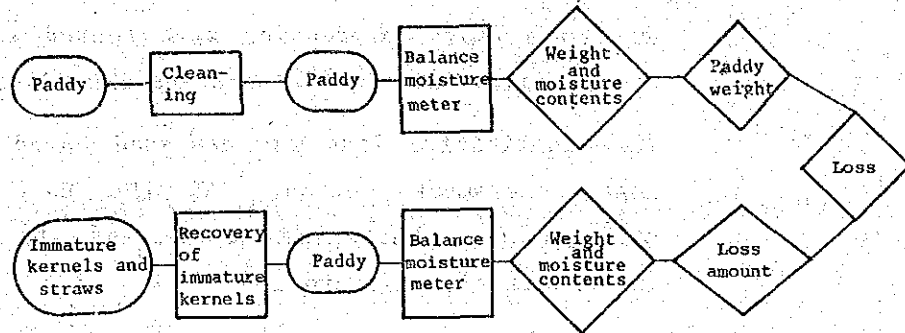 Paddy
Clean-
ing
Paddy
Balance
moisture
meter
Weight
and
moisture
contents
Paddy
weight
Loss
Immature
kernels and
straws
Recovery
of
immature
kernels
Paddy
Balance
moisture
meter
Weight
and
moisture
contents
Loss
amount